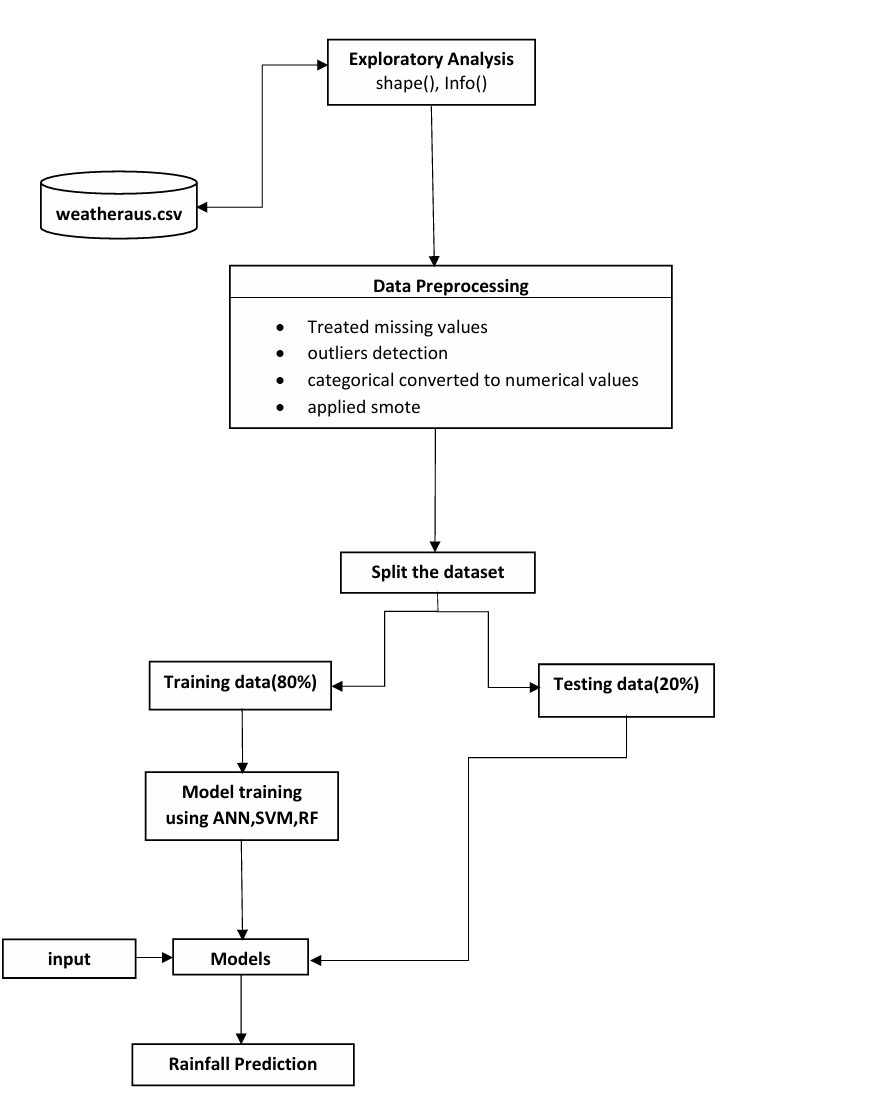 Exploratory Analysis
shape(), Info()
weatheraus.csv
Data Preprocessing
• Treated missing values
• outliers detection
• categorical converted to numerical values
• applied smote
Split the dataset
Training data(80%)
Testing data(20%)
Model training
using ANN,SVM,RF
input
Models
Rainfall Prediction